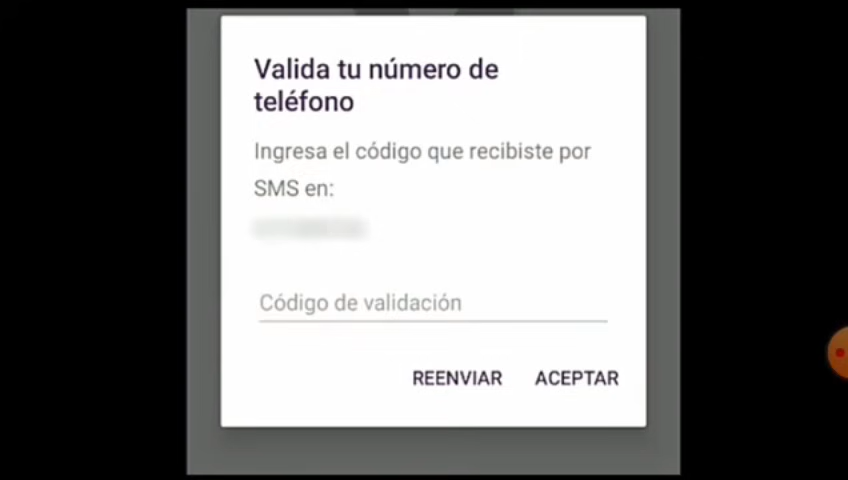 Valida tu número de
teléfono
Ingresa el código que recibiste por
SMS en:
Código de validación
REENVIAR ACEPTAR